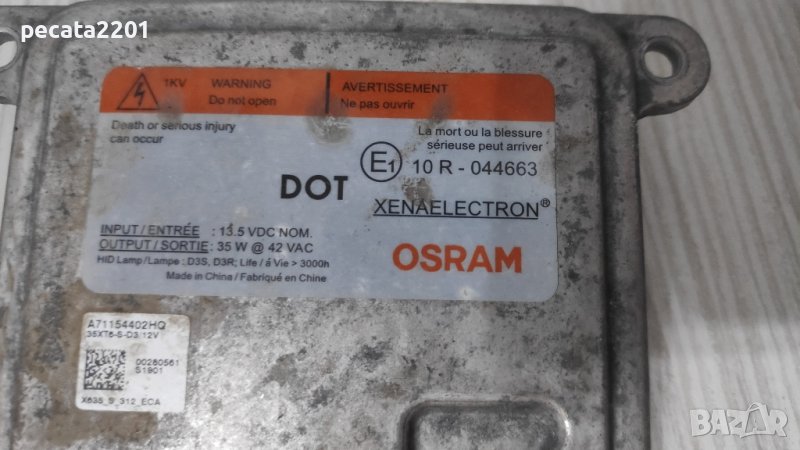 pecata2201
1KV WARNING
Do not open
AVERTISSEMENT
Ne pas ouvrir
Death or serious injury
can occur
La mort ou la blessure
sérieuse peut arriver
E1 10 R - 044663
DOT
XENAELECTRON®
INPUT / ENTRÉE : 13.5 VDC NOM.
OUTPUT / SORTIE: 35 W @ 42 VAC
HID Lamp / Lampe : D3S, D3R; Life / á Vie > 3000h
Made in China / Fabriqué en Chine
OSRAM
A71154402HQ
35XT6-S-D3/12V
00280561
S1801
X635_S_312_ECA
BAZAR